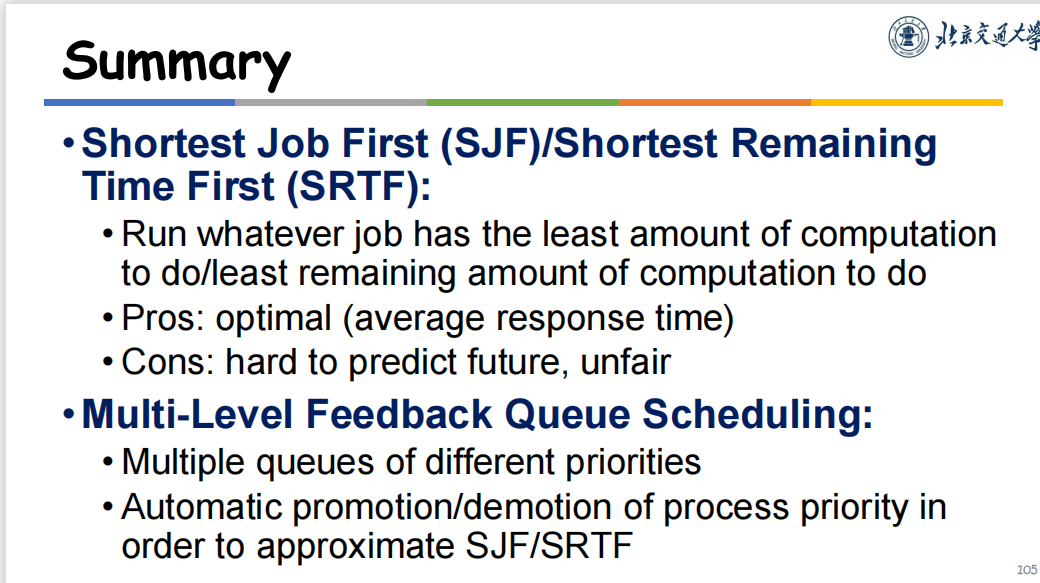 北京交通大學
Summary
• Shortest Job First (SJF)/Shortest Remaining
Time First (SRTF):
• Run whatever job has the least amount of computation
to do/least remaining amount of computation to do
• Pros: optimal (average response time)
• Cons: hard to predict future, unfair
• Multi-Level Feedback Queue Scheduling:
• Multiple queues of different priorities
• Automatic promotion/demotion of process priority in
order to approximate SJF/SRTF
105